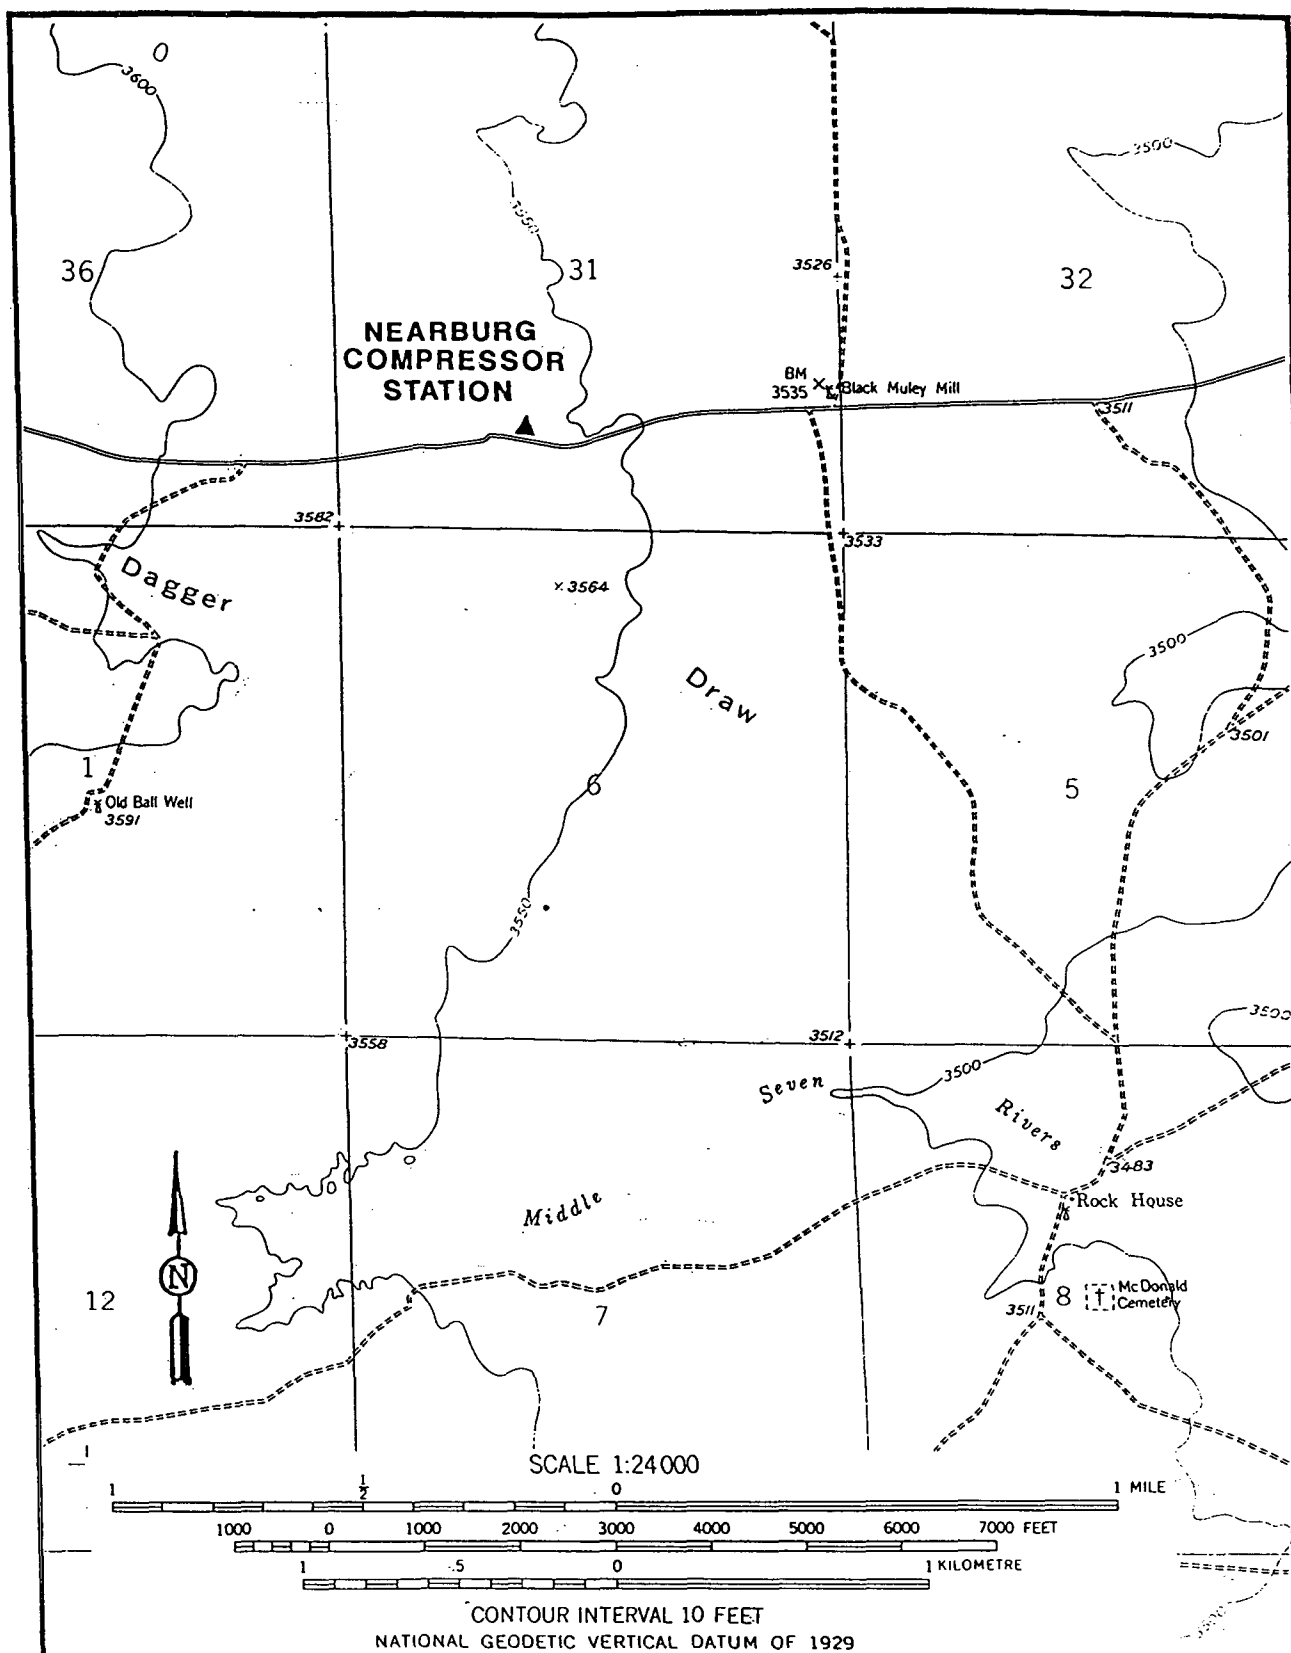 3600
3500
3550
36
31
3526
32
NEARBURG
COMPRESSOR
STATION
BM
3535
Black Muley Mill
3511
3582
3533
Dagger
3564
3500
Draw
3501
1
6
5
Old Ball Well
3591
3550
3500
3558
3512
Seven
3500
Rivers
3483
Middle
Rock House
N
12
7
8
McDonald
Cemetery
3511
SCALE 1:24000
1 1/2 0 1 MILE
1000 0 1000 2000 3000 4000 5000 6000 7000 FEET
1 .5 0 1 KILOMETRE
CONTOUR INTERVAL 10 FEET
3500
NATIONAL GEODETIC VERTICAL DATUM OF 1929